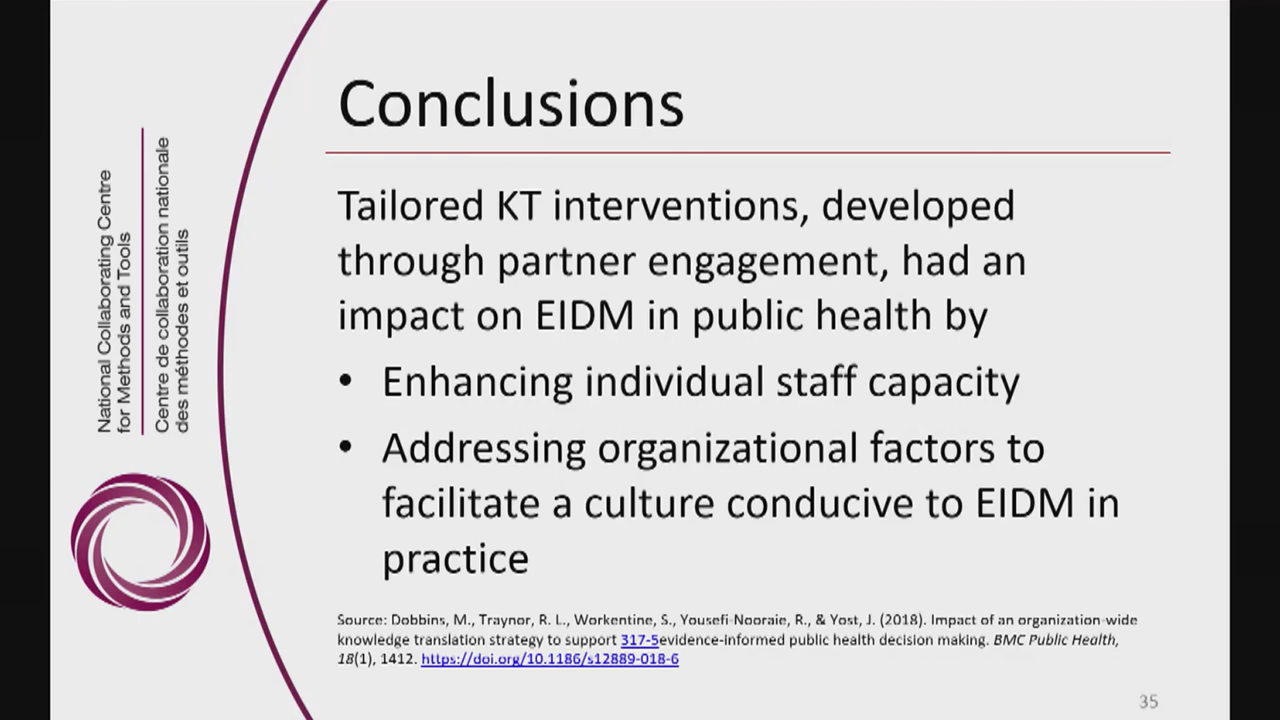 Conclusions
Tailored KT interventions, developed
through partner engagement, had an
impact on EIDM in public health by
• Enhancing individual staff capacity
• Addressing organizational factors to
facilitate a culture conducive to EIDM in
practice
Source: Dobbins, M., Traynor, R. L., Workentine, S., Yousefi-Nooraie, R., & Yost, J. (2018). Impact of an organization-wide
knowledge translation strategy to support 317-5evidence-informed public health decision making. BMC Public Health,
18(1), 1412. https://doi.org/10.1186/s12889-018-6
35
National Collaborating Centre
for Methods and Tools
Centre de collaboration nationale
des méthodes et outils